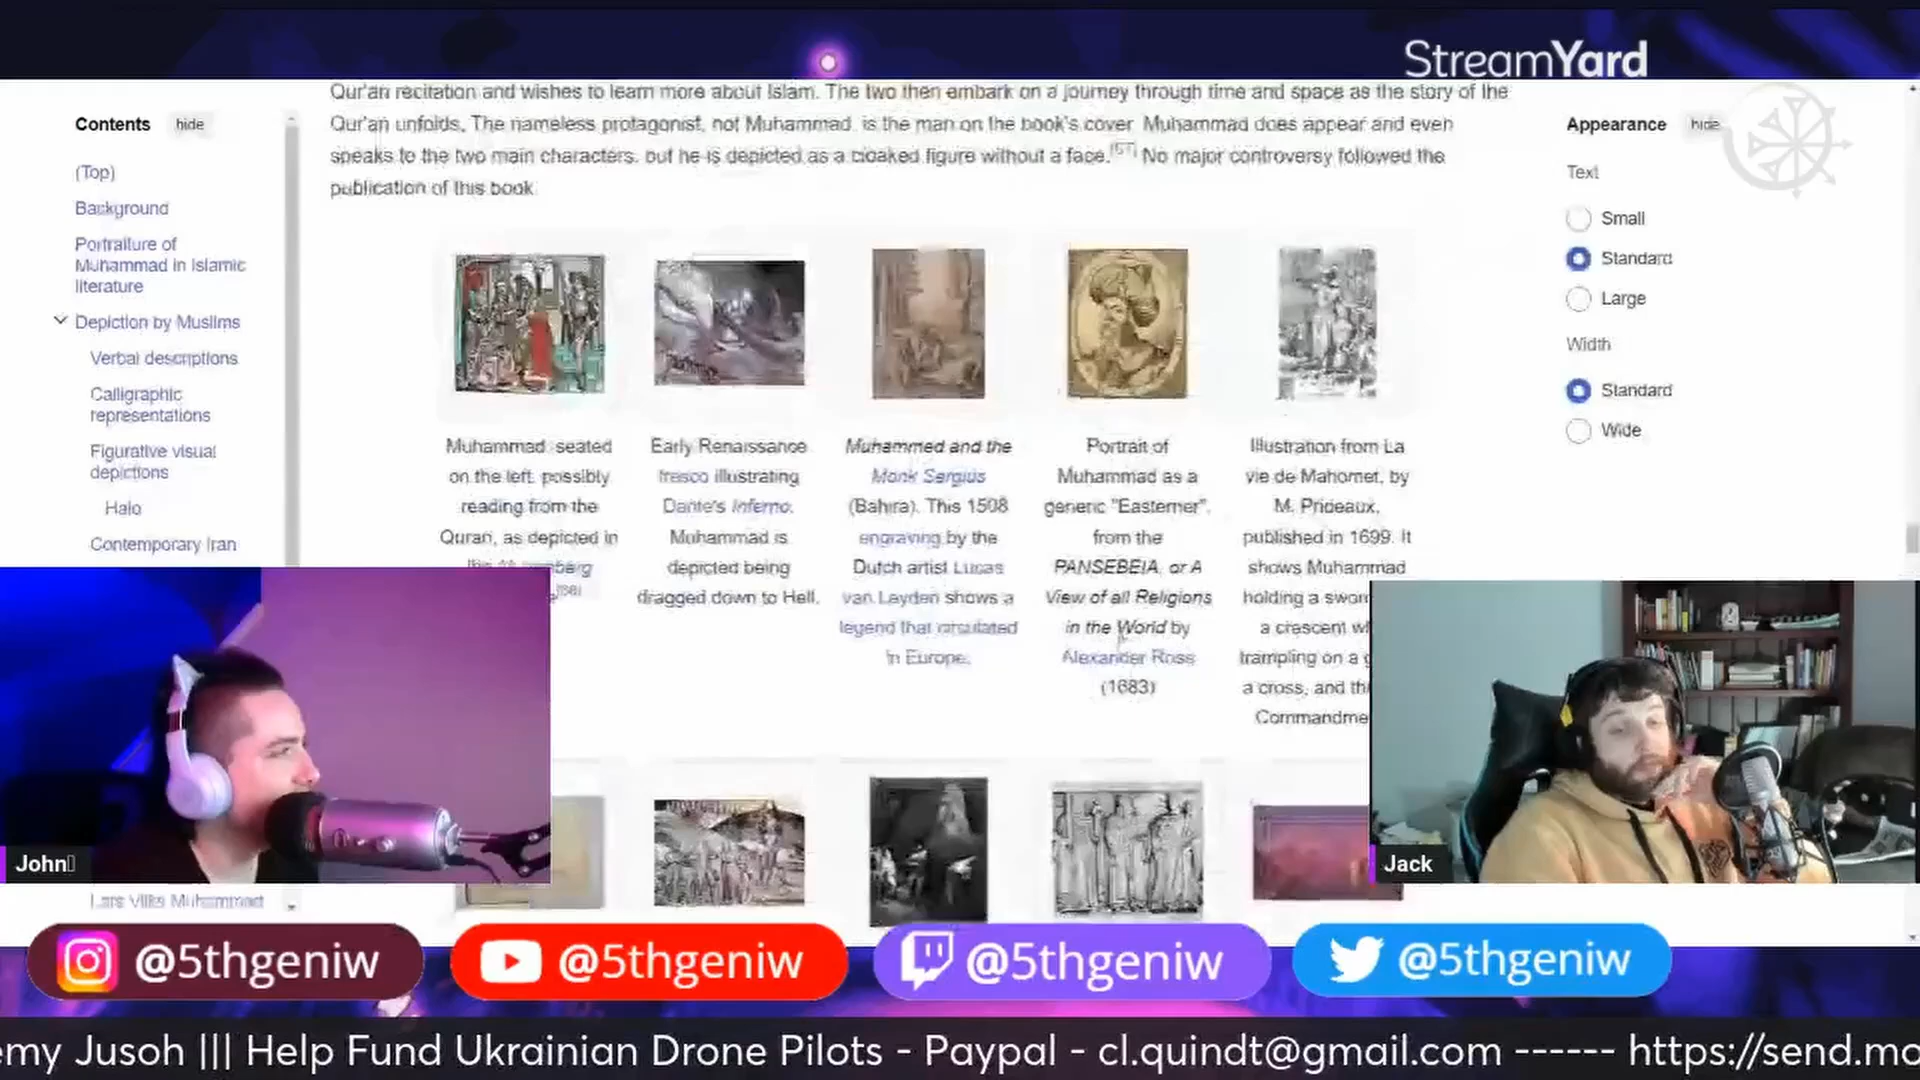 StreamYard
Qur'an recitation and wishes to learn more about Islam. The two then embark on a journey through time and space as the story of the
Qur'an unfolds. The nameless protagonist, not Muhammad, is the man on the book's cover. Muhammad does appear and even
speaks to the two main characters, but he is depicted as a cloaked figure without a face.[57] No major controversy followed the
publication of this book
Contents hide
(Top)
Background
Portraiture of
Muhammad in Islamic
literature
Depiction by Muslims
Verbal descriptions
Calligraphic
representations
Figurative visual
depictions
Halo
Contemporary Iran
Lars Vilks Muhammad
Appearance hide
Text
Small
Standard
Large
Width
Standard
Wide
Muhammad, seated
on the left, possibly
reading from the
Quran, as depicted in
Early Renaissance
fresco illustrating
Dante's Inferno.
Muhammad is
depicted being
dragged down to Hell.
Muhammed and the
Monk Sergius
(Bahira). This 1508
engraving by the
Dutch artist Lucas
van Leyden shows a
legend that circulated
in Europe.
Portrait of
Muhammad as a
generic "Easterner",
from the
PANSEBEIA, or A
View of all Religions
in the World by
Alexander Ross
(1683)
Illustration from La
vie de Mahomet, by
M. Prideaux,
published in 1699. It
shows Muhammad
holding a swor
a crescent wh
trampling on a g
a cross, and th
Commandme
John
Jack
@5thgeniw
@5thgeniw
@5thgeniw
@5thgeniw
emy Jusoh ||| Help Fund Ukrainian Drone Pilots - Paypal - cl.quindt@gmail.com ------ https://send.mo